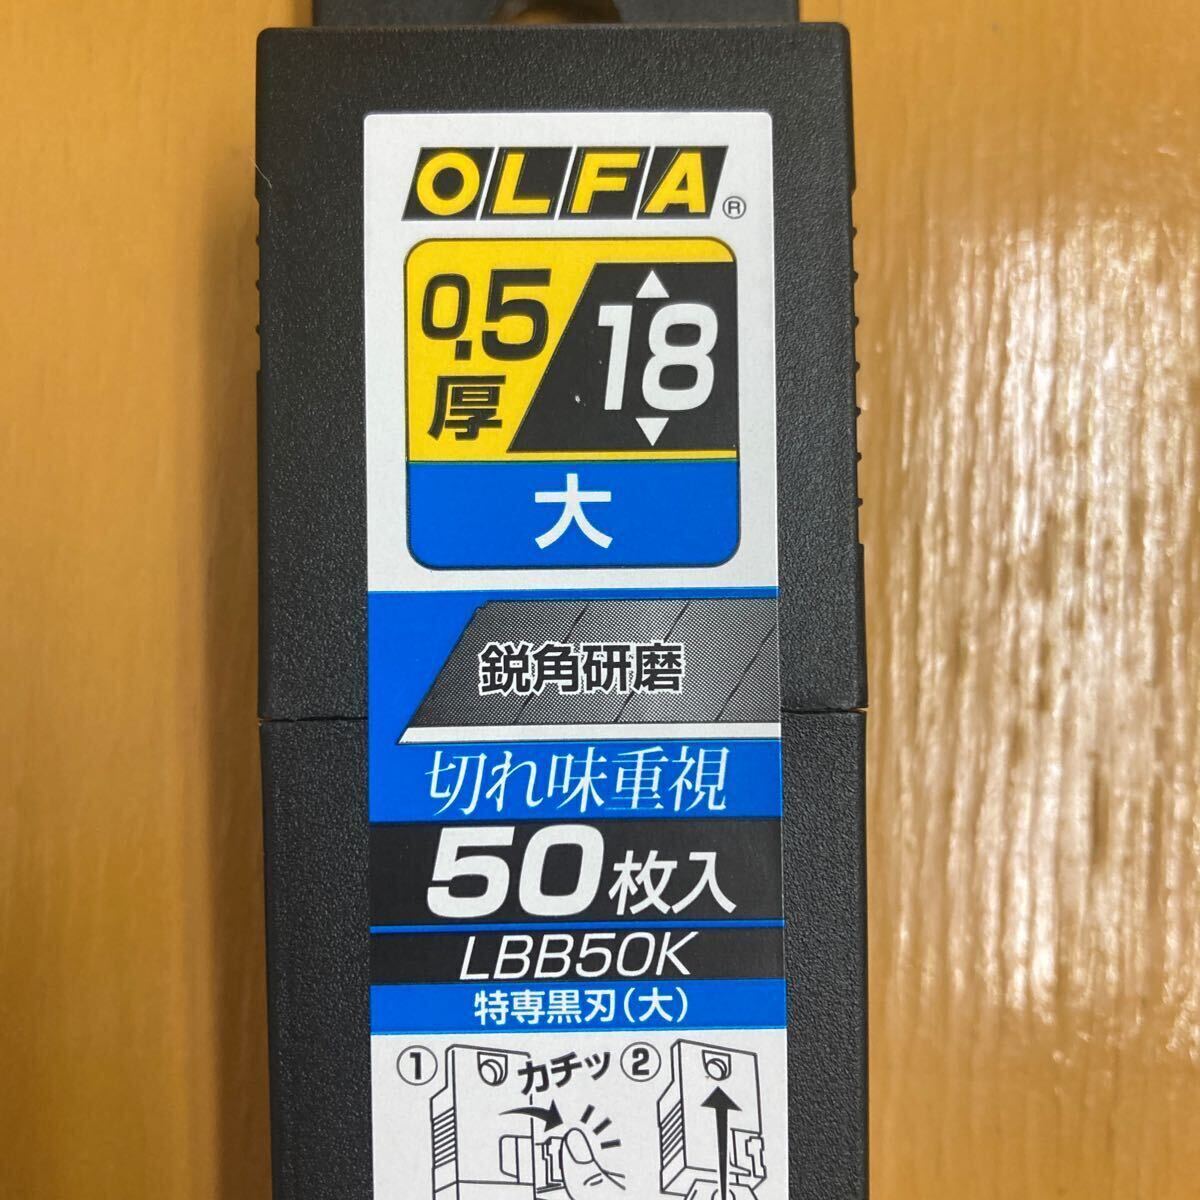 OLFA®
0.5
厚
18
大
鋭角研磨
切れ味重視
50枚入
LBB50K
特専黒刃(大)
① カチッ ②